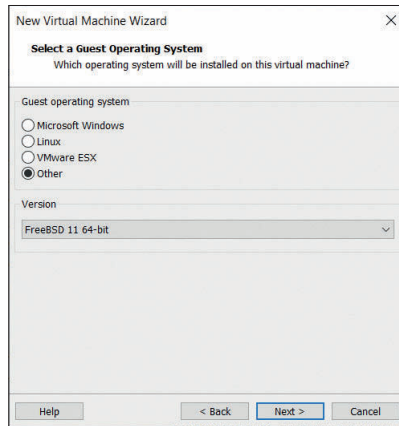 New Virtual Machine Wizard
Select a Guest Operating System
Which operating system will be installed on this virtual machine?
Guest operating system
Microsoft Windows
Linux
VMware ESX
Other
Version
FreeBSD 11 64-bit
Help
< Back
Next >
Cancel